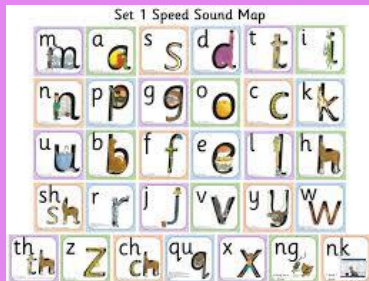 Set 1 Speed Sound Map
m a s d t i
n p g o c k
u b f e l h
sh r j v y w
th z ch qu x ng nk